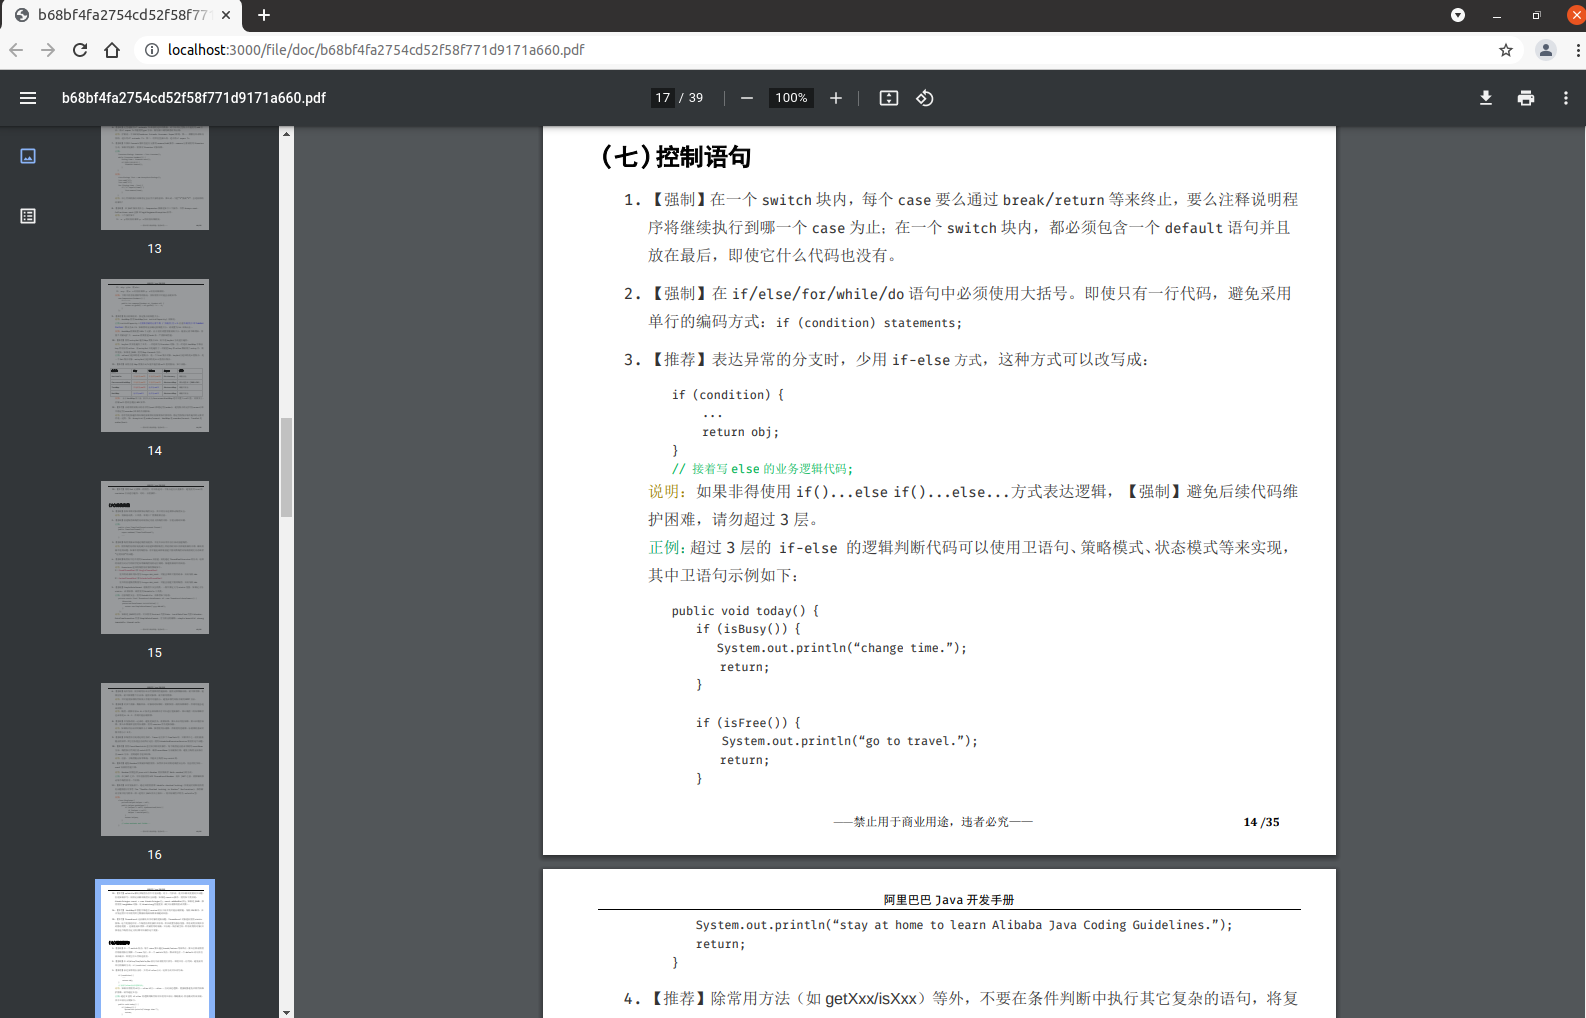 b68bf4fa2754cd52f58f771
localhost:3000/file/doc/b68bf4fa2754cd52f58f771d9171a660.pdf
b68bf4fa2754cd52f58f771d9171a660.pdf
17 / 39
100%
13
14
15
16
（七）控制语句
1. 【强制】在一个 switch 块内，每个 case 要么通过 break/return 等来终止，要么注释说明程
序将继续执行到哪一个 case 为止；在一个 switch 块内，都必须包含一个 default 语句并且
放在最后，即使它什么代码也没有。
2. 【强制】在 if/else/for/while/do 语句中必须使用大括号。即使只有一行代码，避免采用
单行的编码方式：if (condition) statements;
3. 【推荐】表达异常的分支时，少用 if-else 方式，这种方式可以改写成：
if (condition) {
...
return obj;
}
// 接着写 else 的业务逻辑代码;
说明：如果非得使用 if()...else if()...else...方式表达逻辑，【强制】避免后续代码维
护困难，请勿超过 3 层。
正例：超过 3 层的 if-else 的逻辑判断代码可以使用卫语句、策略模式、状态模式等来实现，
其中卫语句示例如下：
public void today() {
if (isBusy()) {
System.out.println(“change time.”);
return;
}
if (isFree()) {
System.out.println(“go to travel.”);
return;
}
——禁止用于商业用途，违者必究——
14 /35
阿里巴巴 Java 开发手册
System.out.println(“stay at home to learn Alibaba Java Coding Guidelines.”);
return;
}
4. 【推荐】除常用方法（如 getXxx/isXxx）等外，不要在条件判断中执行其它复杂的语句，将复